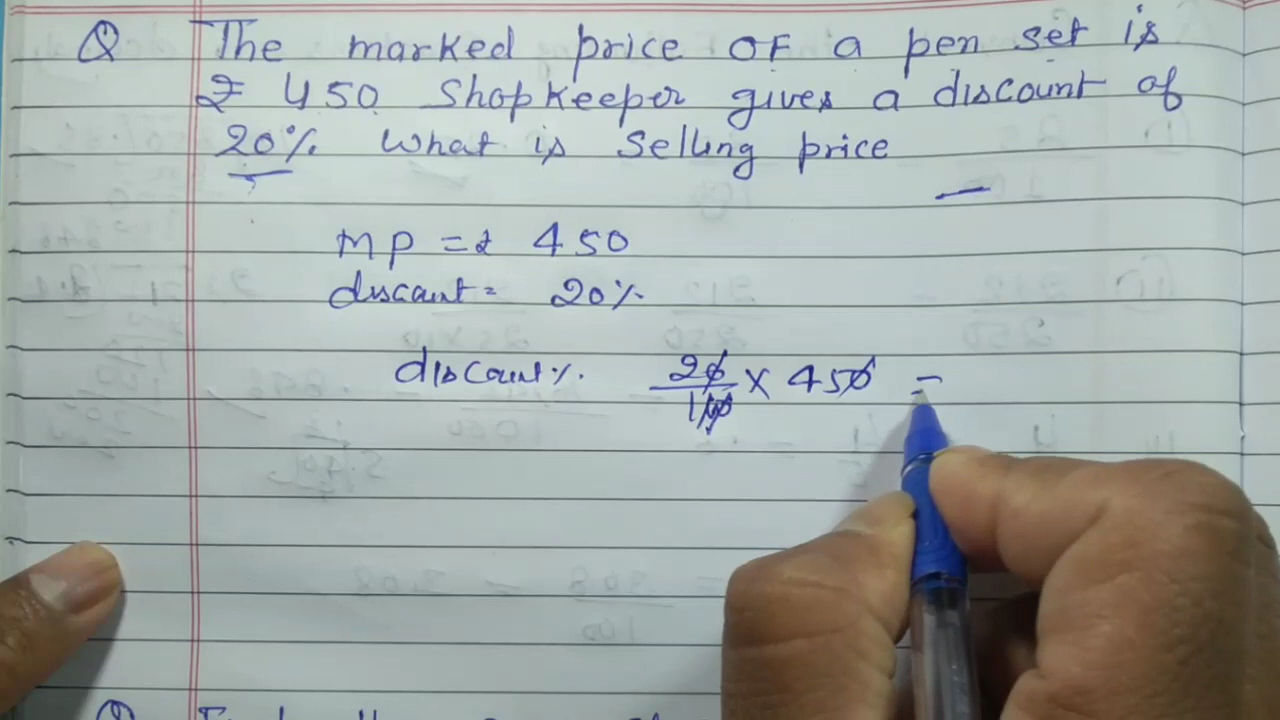 Q The marked price OF a pen set is
₹ 450 Shopkeeper gives a discount of
20% What is Selling price
MP = ₹ 450
discount = 20%
discount% 20/100 × 450 =
Q